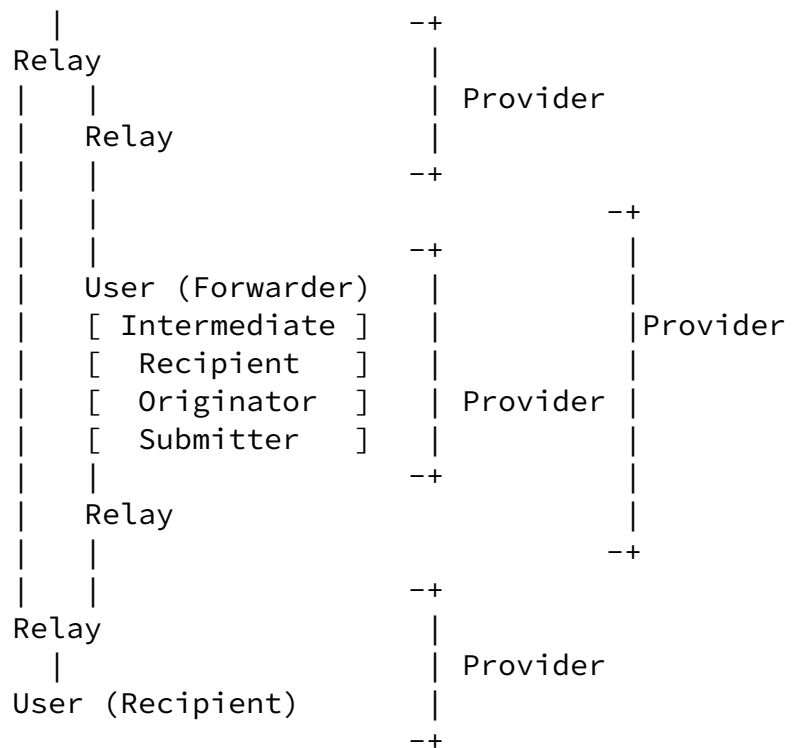 |                   -+
Relay                  |
|   |                  | Provider
|   Relay              |
|   |                 -+
|   |                            -+
|   |                 -+          |
|   User (Forwarder)   |          |
|   [ Intermediate ]   |          |Provider
|   [  Recipient   ]   |          |
|   [  Originator  ]   | Provider |
|   [  Submitter   ]   |          |
|   |                 -+          |
|   Relay                         |
|   |                            -+
|   |                 -+
Relay                  |
  |                    | Provider
User (Recipient)       |
                      -+